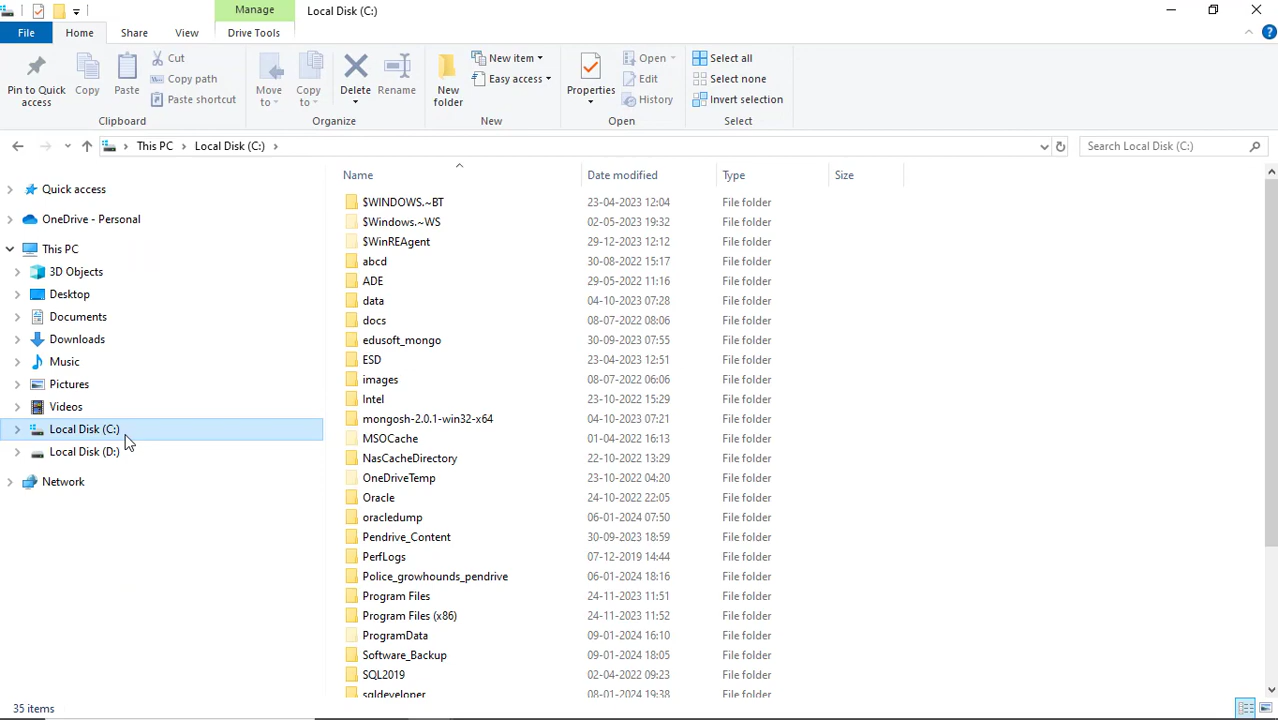 Manage
Local Disk (C:)
File
Home
Share
View
Drive Tools
Pin to Quick access
Copy
Paste
Cut
Copy path
Paste shortcut
Clipboard
Move to
Copy to
Delete
Rename
Organize
New folder
New item
Easy access
New
Properties
Open
Edit
History
Open
Select all
Select none
Invert selection
Select
This PC
Local Disk (C:)
Search Local Disk (C:)
Quick access
OneDrive - Personal
This PC
3D Objects
Desktop
Documents
Downloads
Music
Pictures
Videos
Local Disk (C:)
Local Disk (D:)
Network
Name Date modified Type Size
$WINDOWS.~BT 23-04-2023 12:04 File folder
$Windows.~WS 02-05-2023 19:32 File folder
$WinREAgent 29-12-2023 12:12 File folder
abcd 30-08-2022 15:17 File folder
ADE 29-05-2022 11:16 File folder
data 04-10-2023 07:28 File folder
docs 08-07-2022 08:06 File folder
edusoft_mongo 30-09-2023 07:55 File folder
ESD 23-04-2023 12:51 File folder
images 08-07-2022 06:06 File folder
Intel 23-10-2022 15:29 File folder
mongosh-2.0.1-win32-x64 04-10-2023 07:21 File folder
MSOCache 01-04-2022 16:13 File folder
NasCacheDirectory 22-10-2022 13:29 File folder
OneDriveTemp 23-10-2022 04:20 File folder
Oracle 24-10-2022 22:05 File folder
oracledump 06-01-2024 07:50 File folder
Pendrive_Content 30-09-2023 18:59 File folder
PerfLogs 07-12-2019 14:44 File folder
Police_growhounds_pendrive 06-01-2024 18:16 File folder
Program Files 24-11-2023 11:51 File folder
Program Files (x86) 24-11-2023 11:52 File folder
ProgramData 09-01-2024 16:10 File folder
Software_Backup 09-01-2024 18:05 File folder
SQL2019 02-04-2022 09:23 File folder
sqldeveloper 08-01-2024 19:38 File folder
35 items